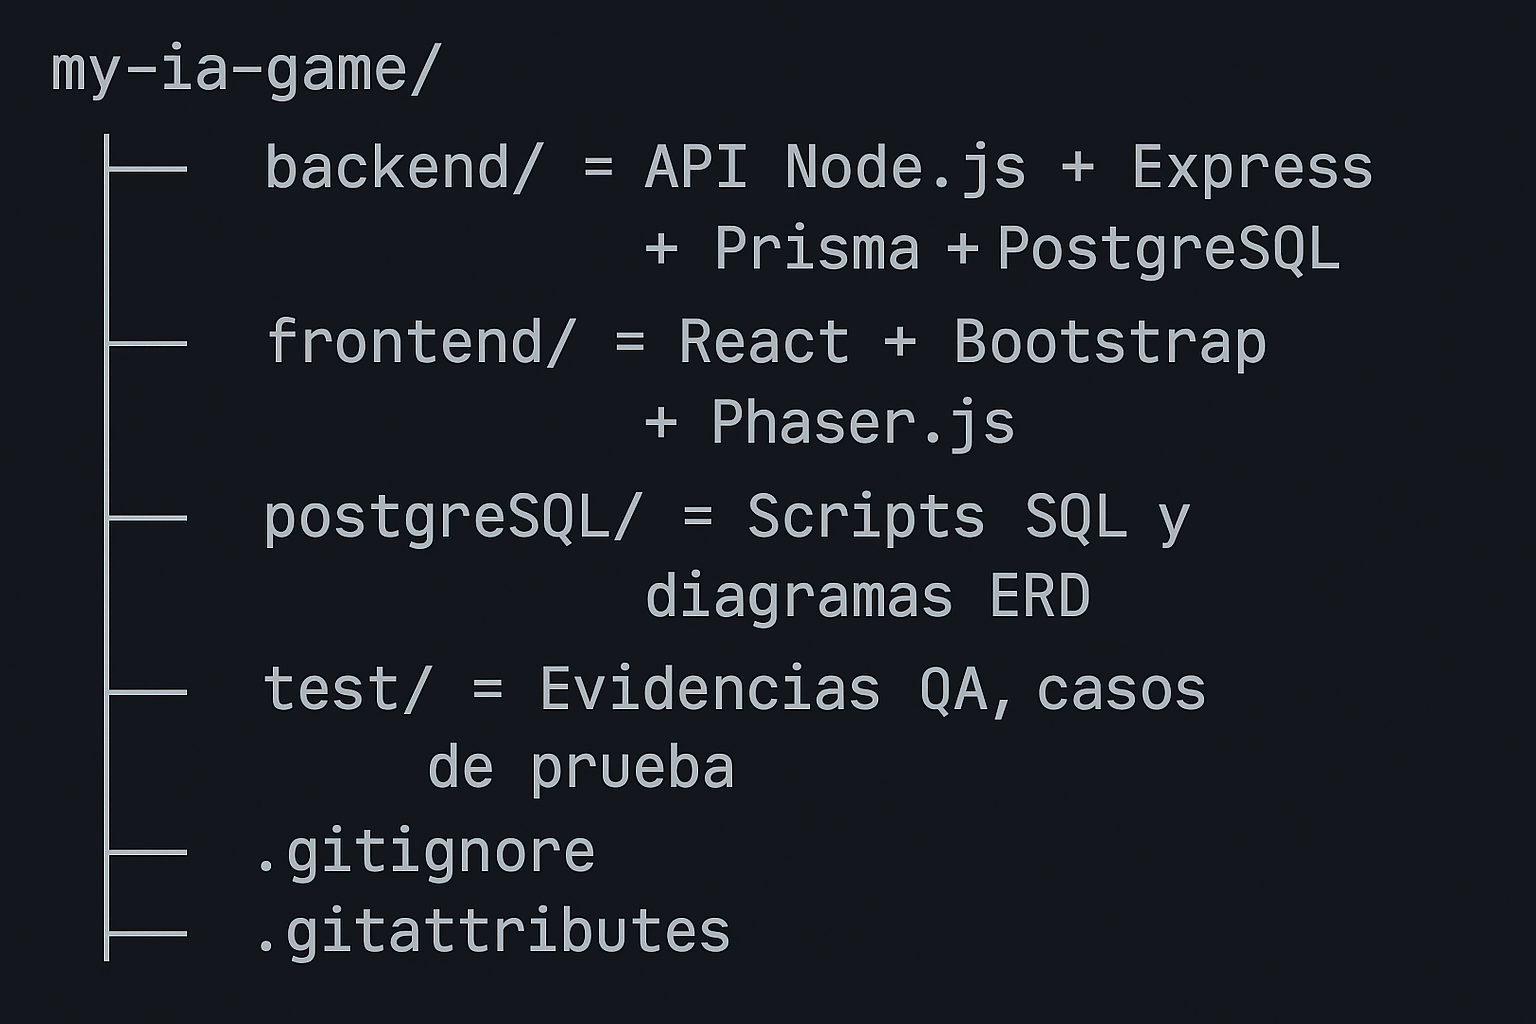 my-ia-game/
backend/ = API Node.js + Express
+ Prisma + PostgreSQL
frontend/ = React + Bootstrap
+ Phaser.js
postgreSQL/ = Scripts SQL y
diagramas ERD
test/ = Evidencias QA, casos
de prueba
.gitignore
.gitattributes